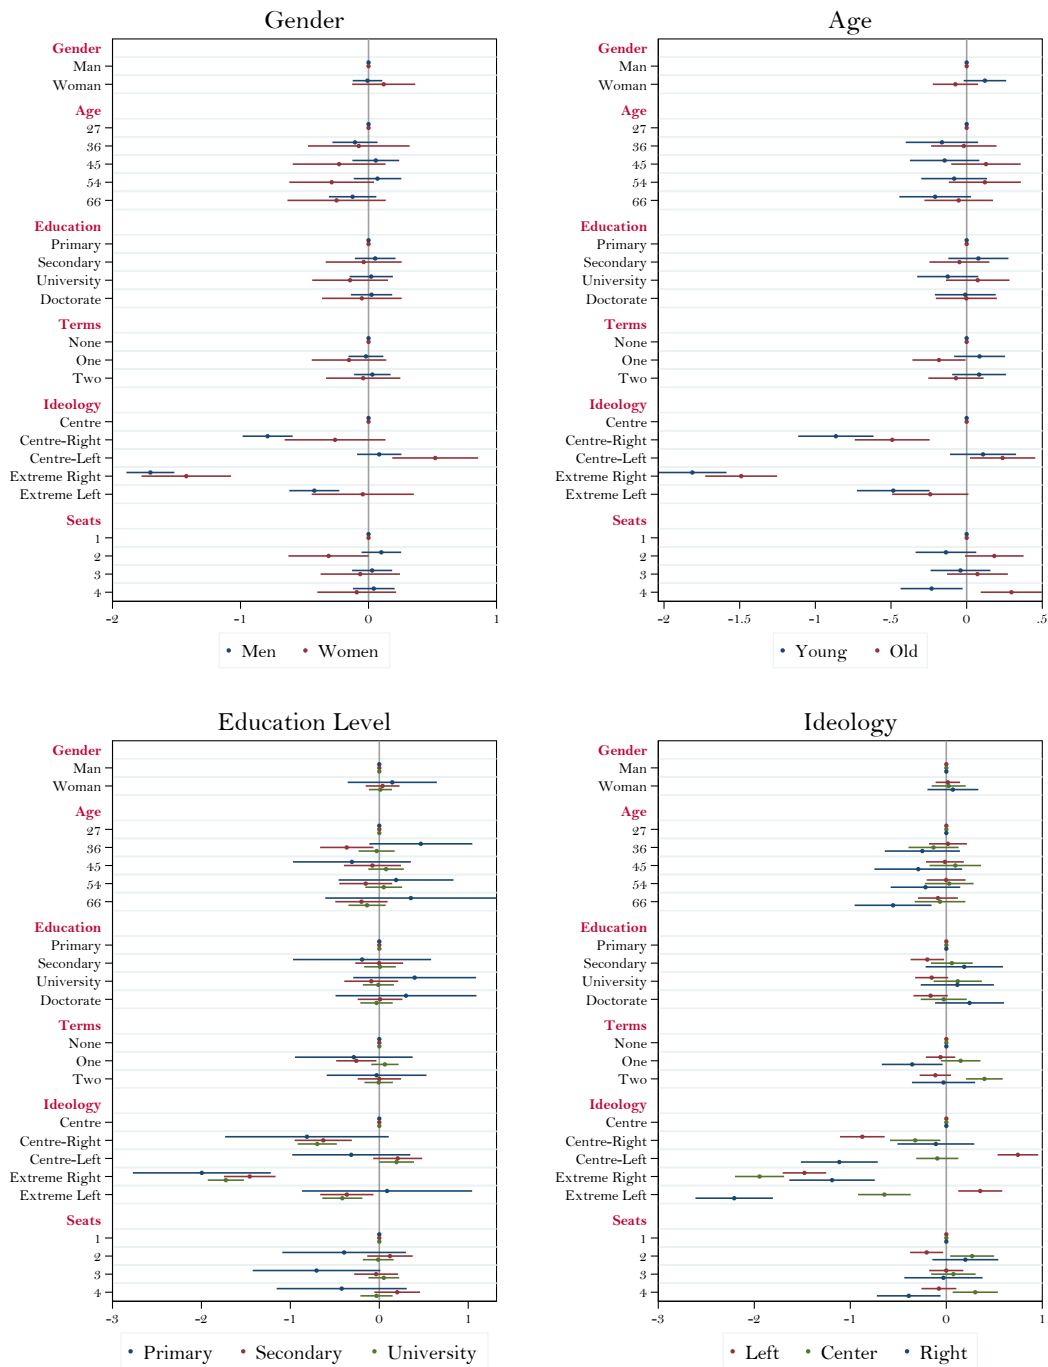 Gender
Gender
Man
Woman
Age
27
36
45
54
66
Education
Primary
Secondary
University
Doctorate
Terms
None
One
Two
Ideology
Centre
Centre-Right
Centre-Left
Extreme Right
Extreme Left
Seats
1
2
3
4
-2 -1 0 1
Men Women
Age
Gender
Man
Woman
Age
27
36
45
54
66
Education
Primary
Secondary
University
Doctorate
Terms
None
One
Two
Ideology
Centre
Centre-Right
Centre-Left
Extreme Right
Extreme Left
Seats
1
2
3
4
-2 -1.5 -1 -.5 0 .5
Young Old
Education Level
Gender
Man
Woman
Age
27
36
45
54
66
Education
Primary
Secondary
University
Doctorate
Terms
None
One
Two
Ideology
Centre
Centre-Right
Centre-Left
Extreme Right
Extreme Left
Seats
1
2
3
4
-3 -2 -1 0 1
Primary Secondary University
Ideology
Gender
Man
Woman
Age
27
36
45
54
66
Education
Primary
Secondary
University
Doctorate
Terms
None
One
Two
Ideology
Centre
Centre-Right
Centre-Left
Extreme Right
Extreme Left
Seats
1
2
3
4
-3 -2 -1 0 1
Left Center Right